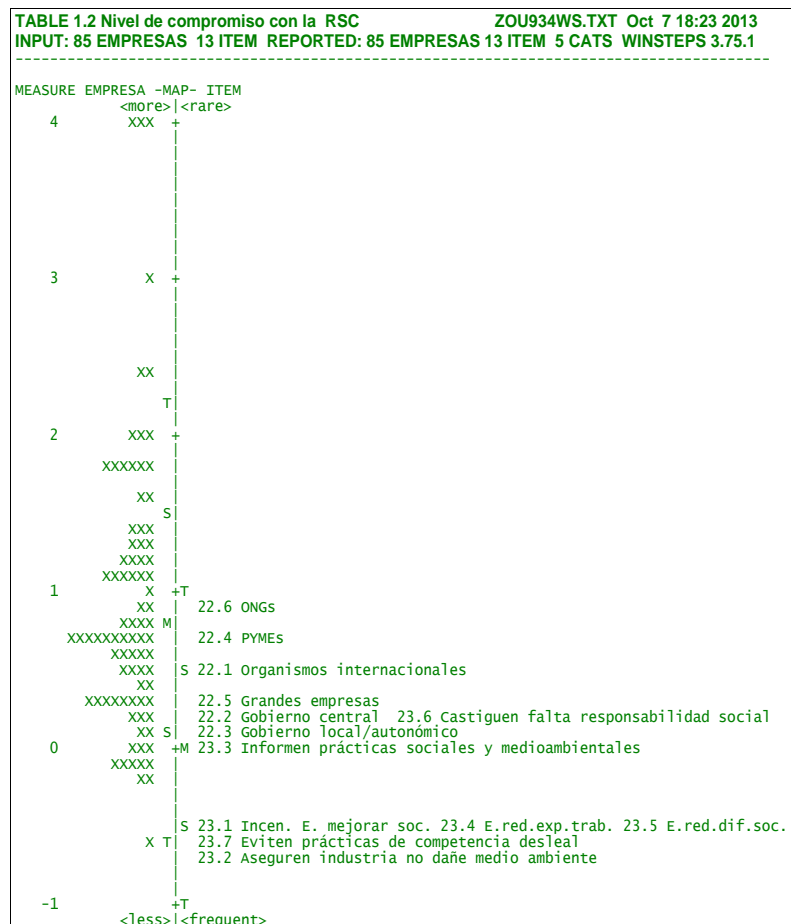 TABLE 1.2 Nivel de compromiso con la RSC ZOU934WS.TXT Oct 7 18:23 2013
INPUT: 85 EMPRESAS 13 ITEM REPORTED: 85 EMPRESAS 13 ITEM 5 CATS WINSTEPS 3.75.1
--------------------------------------------------------------------------------
MEASURE EMPRESA -MAP- ITEM
<more>|<rare>
4 XXX +
|
|
|
|
|
|
|
|
|
3 X +
|
|
|
|
|
XX |
|
T|
|
2 XXX +
|
XXXXXX |
|
XX |
S|
XXX |
XXX |
XXXX |
XXXXXX |
1 X +T
XX | 22.6 ONGs
XXXX M|
XXXXXXXXXX | 22.4 PYMEs
XXXXX |
XXXX |S 22.1 Organismos internacionales
XX |
XXXXXXXX | 22.5 Grandes empresas
XXX | 22.2 Gobierno central 23.6 Castiguen falta responsabilidad social
XX S| 22.3 Gobierno local/autonómico
0 XXX +M 23.3 Informen prácticas sociales y medioambientales
XXXXX |
XX |
|
|
|S 23.1 Incen. E. mejorar soc. 23.4 E.red.exp.trab. 23.5 E.red.dif.soc.
X T| 23.7 Eviten prácticas de competencia desleal
| 23.2 Aseguren industria no dañe medio ambiente
|
|
-1 +T
<less>|<frequent>